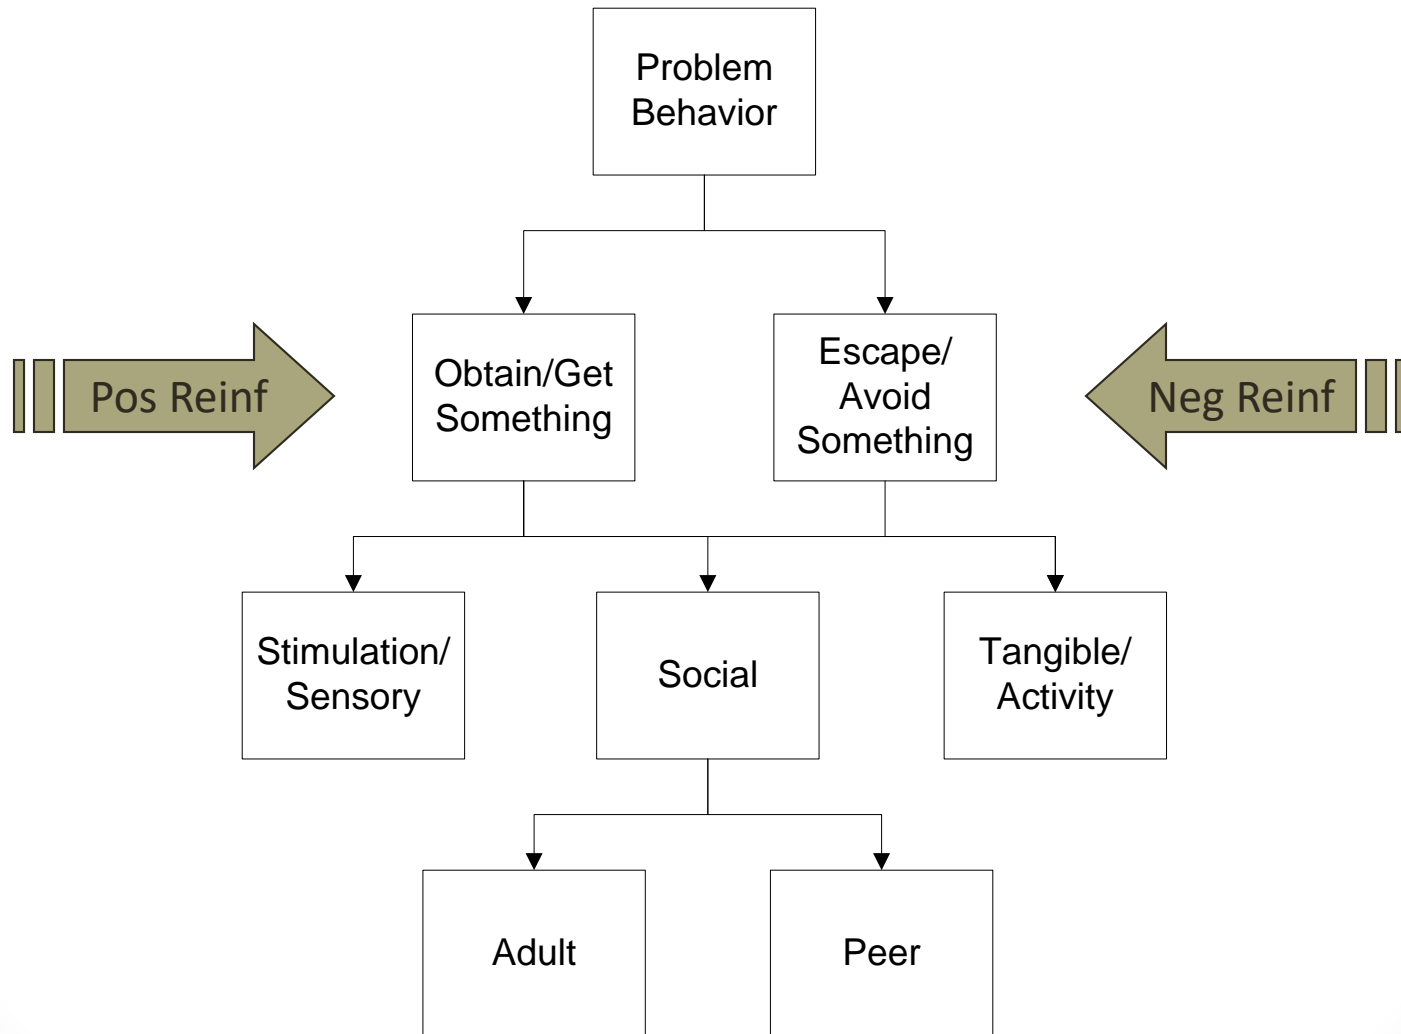 Problem
Behavior
Pos Reinf
Obtain/Get
Something
Escape/
Avoid
Something
Neg Reinf
Stimulation/
Sensory
Social
Tangible/
Activity
Adult
Peer